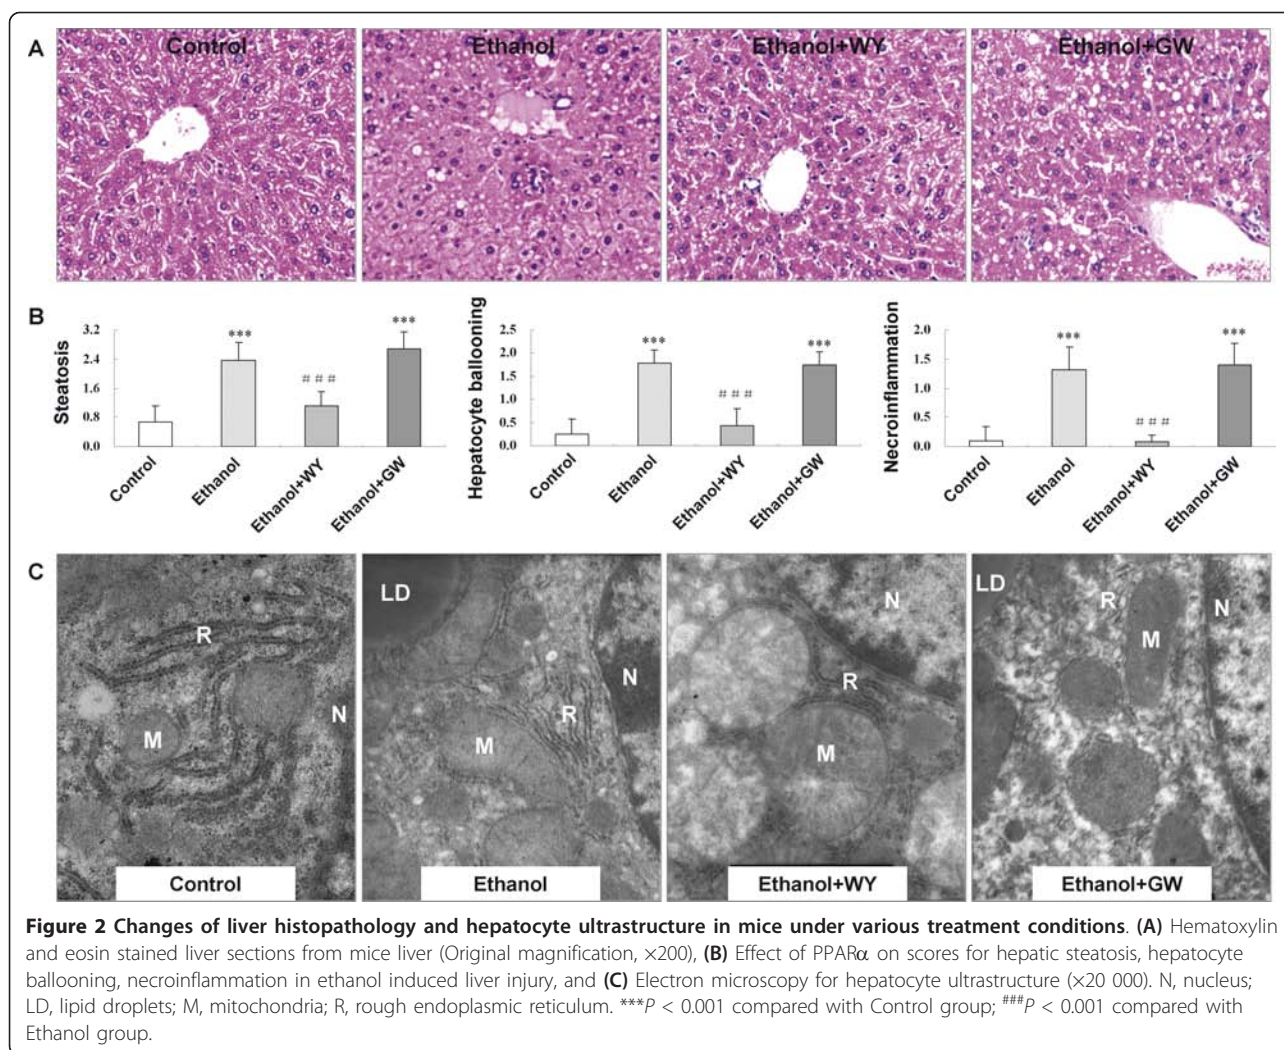 A
Control
Ethanol
Ethanol+WY
Ethanol+GW
B
Steatosis
3.2
2.4
1.6
0.8
0.0
***
# # #
***
Control
Ethanol
Ethanol+WY
Ethanol+GW
Hepatocyte ballooning
2.5
2.0
1.5
1.0
0.5
0.0
***
# # #
***
Control
Ethanol
Ethanol+WY
Ethanol+GW
Necroinflammation
2.0
1.5
1.0
0.5
0.0
***
# # #
***
Control
Ethanol
Ethanol+WY
Ethanol+GW
C
R
M
N
Control
LD
N
R
M
Ethanol
N
R
M
Ethanol+WY
LD
R
N
M
Ethanol+GW
Figure 2 Changes of liver histopathology and hepatocyte ultrastructure in mice under various treatment conditions. (A) Hematoxylin
and eosin stained liver sections from mice liver (Original magnification, ×200), (B) Effect of PPARα on scores for hepatic steatosis, hepatocyte
ballooning, necroinflammation in ethanol induced liver injury, and (C) Electron microscopy for hepatocyte ultrastructure (×20 000). N, nucleus;
LD, lipid droplets; M, mitochondria; R, rough endoplasmic reticulum. ***P < 0.001 compared with Control group; ###P < 0.001 compared with
Ethanol group.